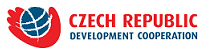 CZECH REPUBLIC
DEVELOPMENT COOPERATION